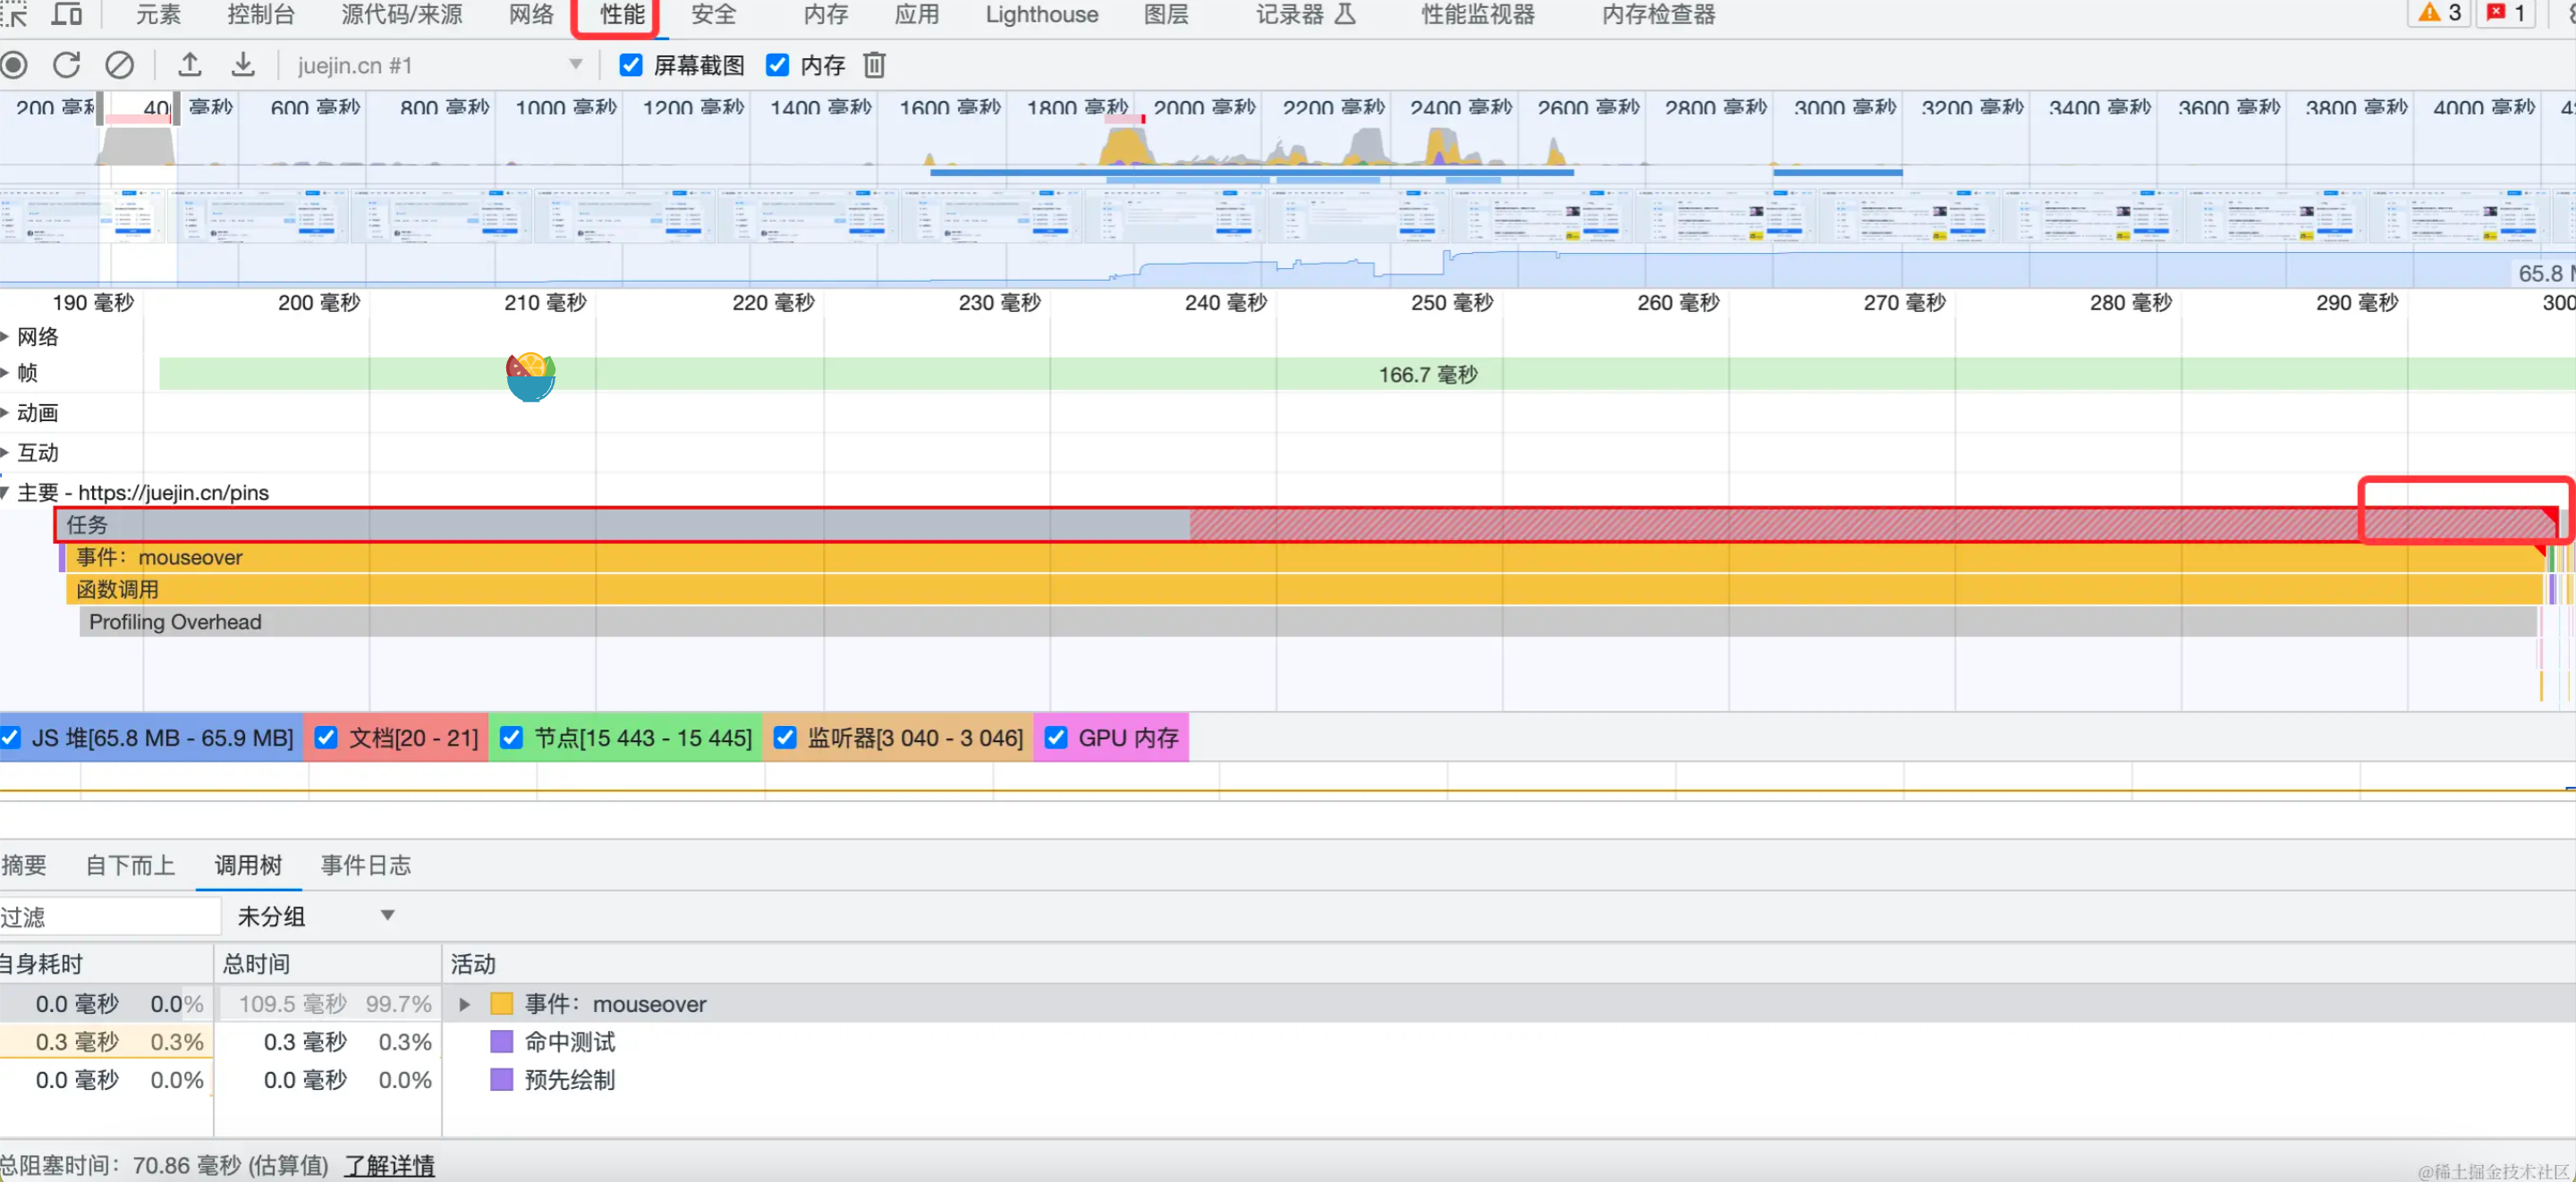 元素 控制台 源代码/来源 网络 性能 安全 内存 应用 Lighthouse 图层 记录器 性能监视器 内存检查器 3 1
juejin.cn #1 屏幕截图 内存
200 毫秒 400 毫秒 600 毫秒 800 毫秒 1000 毫秒 1200 毫秒 1400 毫秒 1600 毫秒 1800 毫秒 2000 毫秒 2200 毫秒 2400 毫秒 2600 毫秒 2800 毫秒 3000 毫秒 3200 毫秒 3400 毫秒 3600 毫秒 3800 毫秒 4000 毫秒
65.8 M
190 毫秒 200 毫秒 210 毫秒 220 毫秒 230 毫秒 240 毫秒 250 毫秒 260 毫秒 270 毫秒 280 毫秒 290 毫秒 300
网络
帧 166.7 毫秒
动画
互动
主要 - https://juejin.cn/pins
任务
事件：mouseover
函数调用
Profiling Overhead
JS 堆[65.8 MB - 65.9 MB] 文档[20 - 21] 节点[15 443 - 15 445] 监听器[3 040 - 3 046] GPU 内存
摘要 自下而上 调用树 事件日志
过滤 未分组
自身耗时 总时间 活动
0.0 毫秒 0.0% 109.5 毫秒 99.7% 事件：mouseover
0.3 毫秒 0.3% 0.3 毫秒 0.3% 命中测试
0.0 毫秒 0.0% 0.0 毫秒 0.0% 预先绘制
总阻塞时间：70.86 毫秒 (估算值) 了解详情
@稀土掘金技术社区